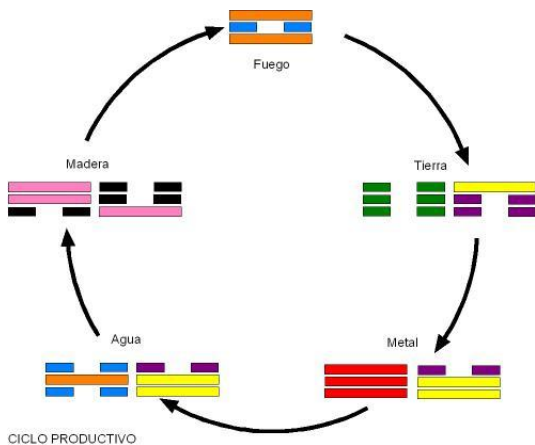 Fuego
Madera
Tierra
Agua
Metal
CICLO PRODUCTIVO